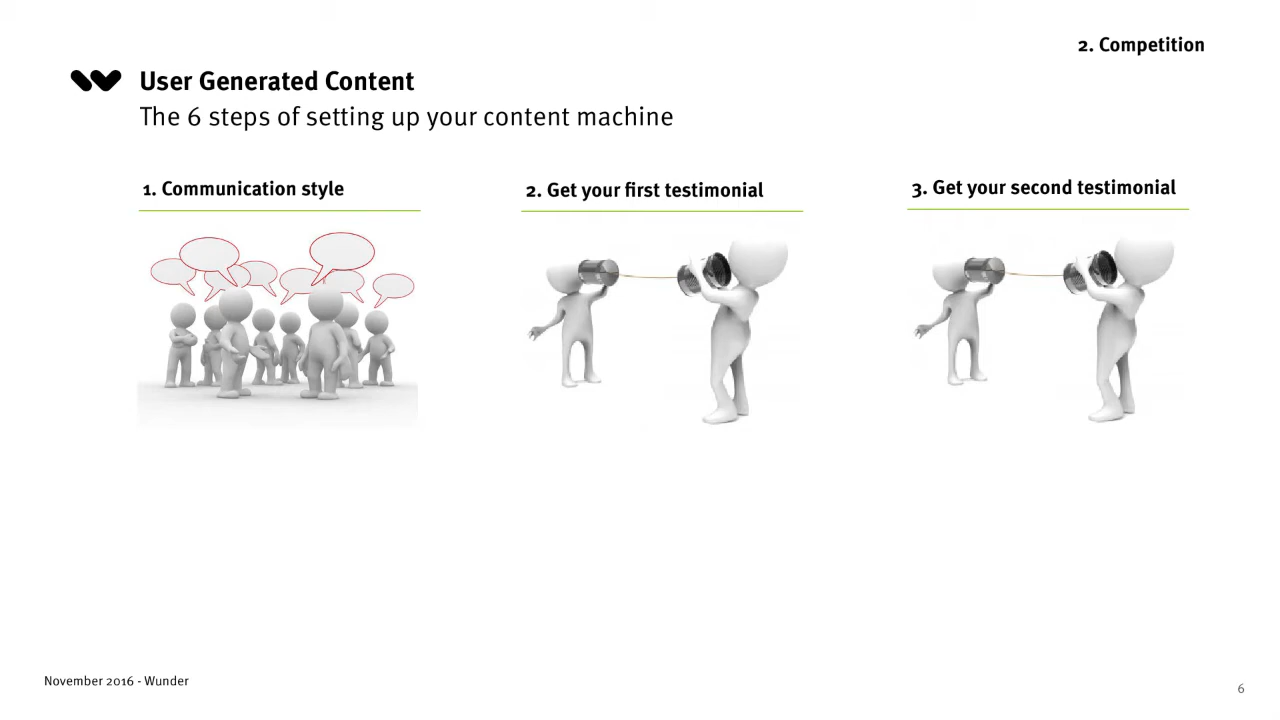 2. Competition
User Generated Content
The 6 steps of setting up your content machine
1. Communication style
2. Get your first testimonial
3. Get your second testimonial
November 2016 - Wunder
6